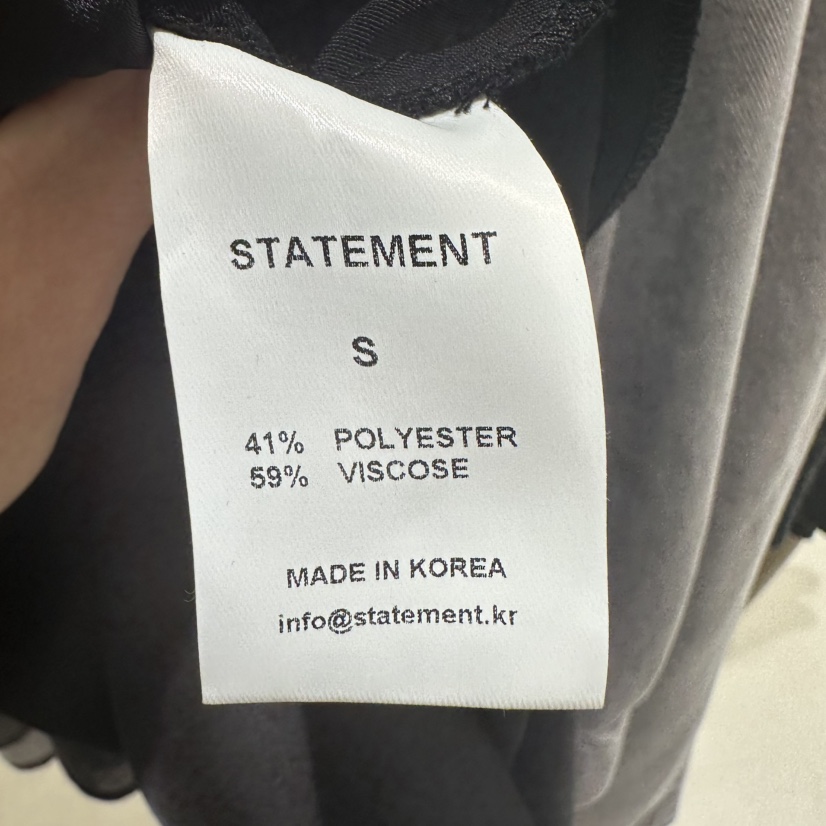 STATEMENT
S
41% POLYESTER
59% VISCOSE
MADE IN KOREA
info@statement.kr